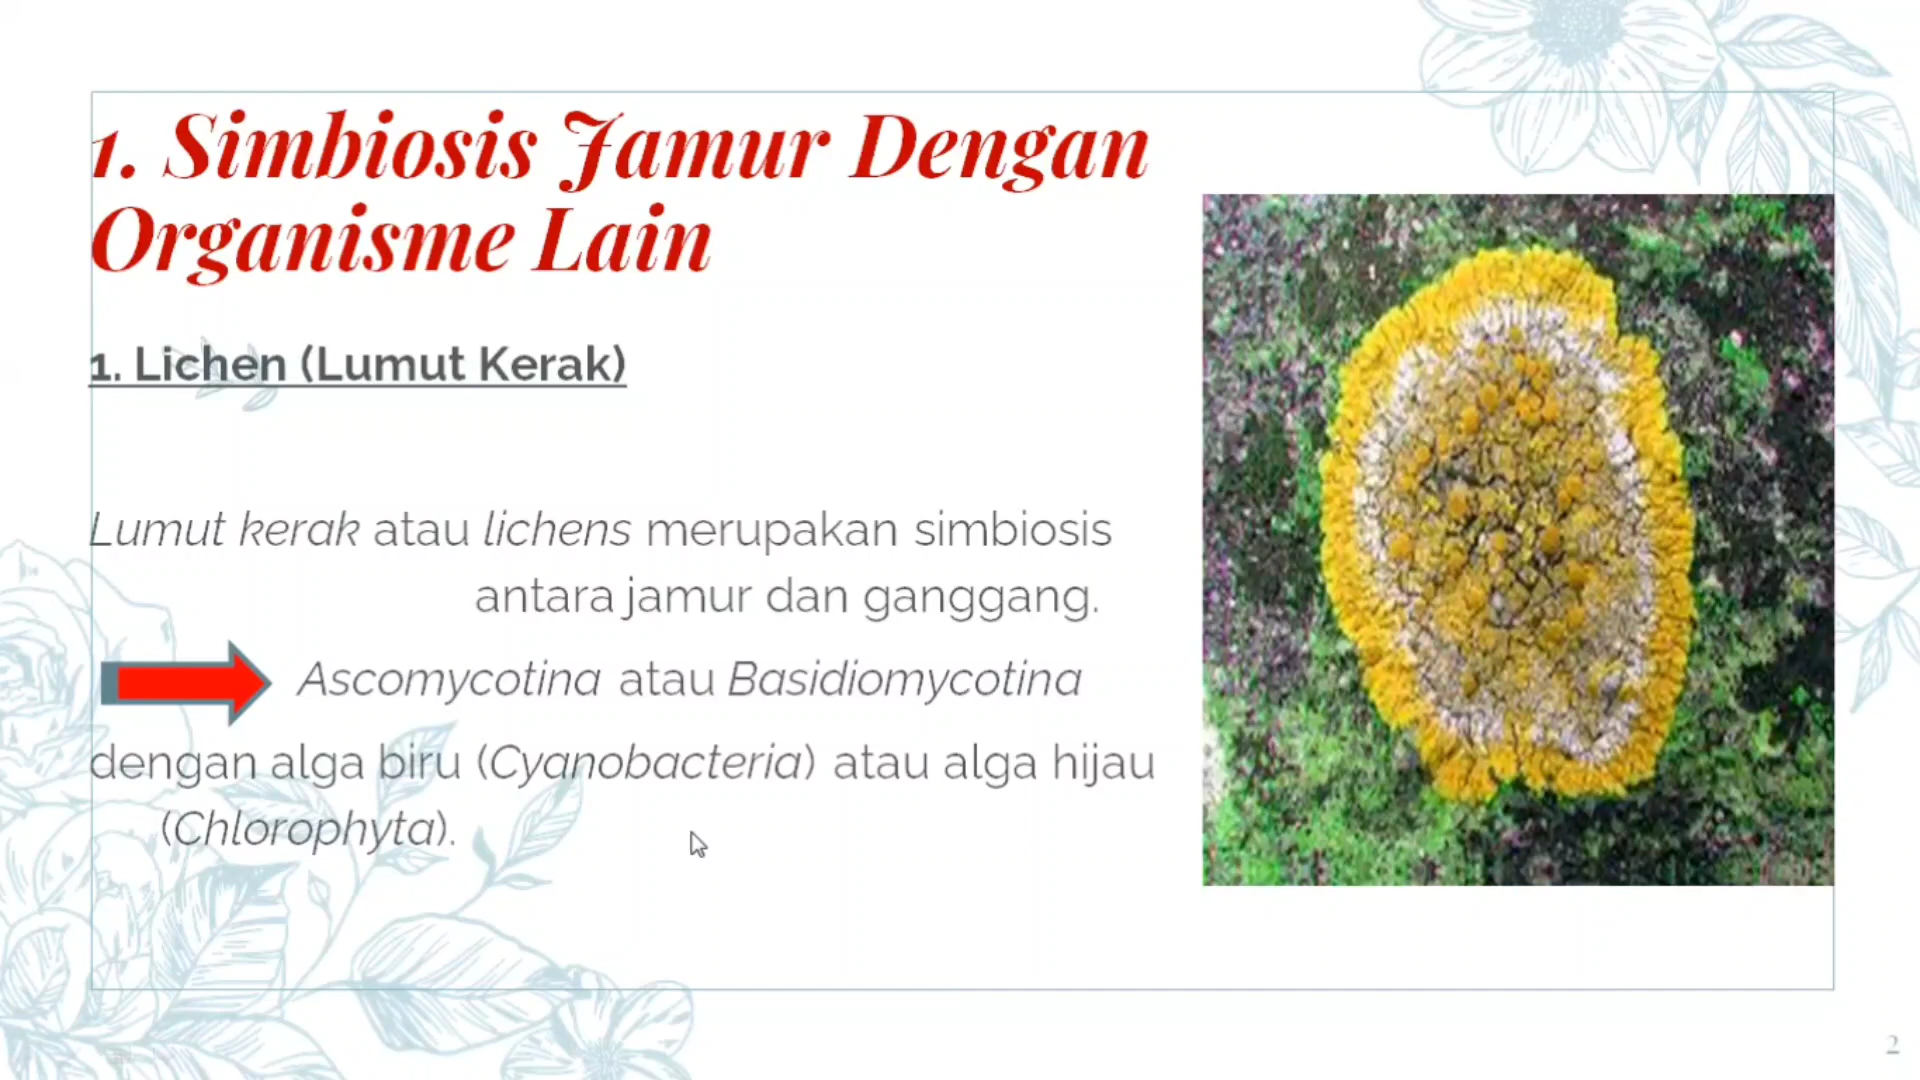 1. Simbiosis Jamur Dengan
Organisme Lain
1. Lichen (Lumut Kerak)
Lumut kerak atau lichens merupakan simbiosis
antara jamur dan ganggang.
Ascomycotina atau Basidiomycotina
dengan alga biru (Cyanobacteria) atau alga hijau
(Chlorophyta).
2